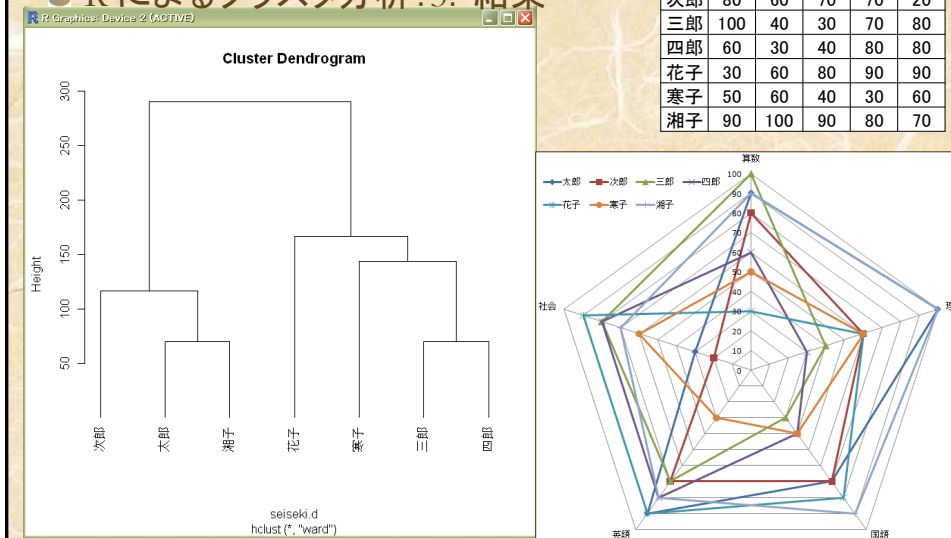 Rによるクラスタ分析:5. 結果
R Graphics: Device 2 (ACTIVE)
Cluster Dendrogram
300
250
200
150
100
50
Height
次郎
太郎
湘子
花子
寒子
三郎
四郎
seiseki.d
hclust (*, "ward")
次郎 80 60 70 70 20
三郎 100 40 30 70 80
四郎 60 30 40 80 80
花子 30 60 80 90 90
寒子 50 60 40 30 60
湘子 90 100 90 80 70
算数
太郎 次郎 三郎 四郎
花子 寒子 湘子
100
90
80
70
60
50
40
30
20
10
0
社会
英語
国語